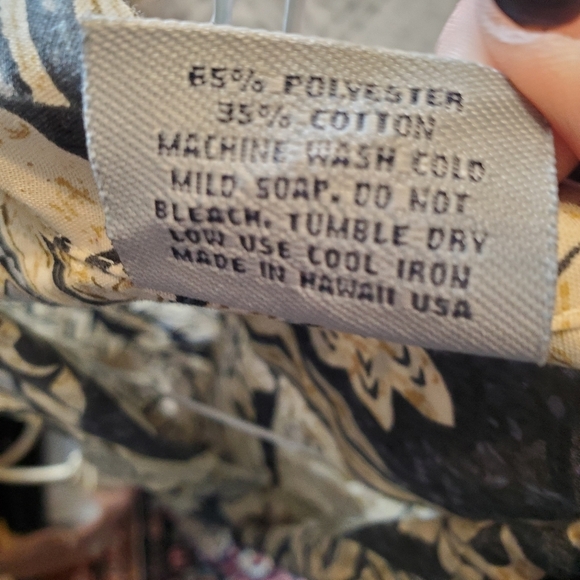 65% POLYESTER
35% COTTON
MACHINE WASH COLD
MILD SOAP. DO NOT
BLEACH. TUMBLE DRY
LOW USE COOL IRON
MADE IN HAWAII USA